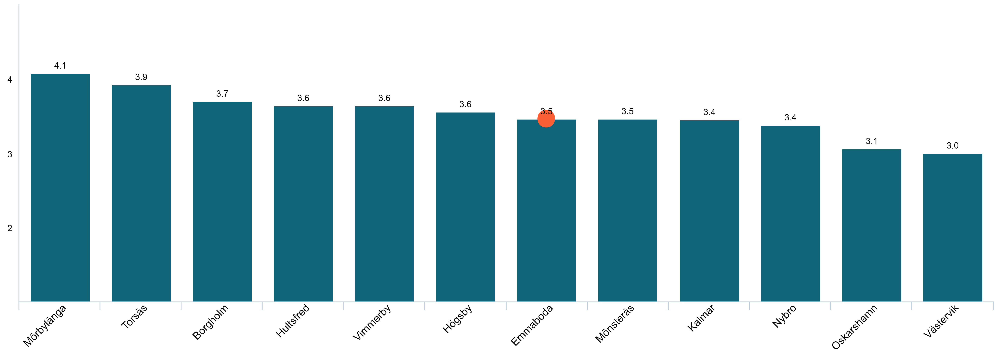 4.1
3.9
3.7
3.6
3.6
3.6
3.5
3.5
3.4
3.4
3.1
3.0
4
3
2
Mörbylånga
Torsås
Borgholm
Hultsfred
Vimmerby
Högsby
Emmaboda
Mönsterås
Kalmar
Nybro
Oskarshamn
Västervik